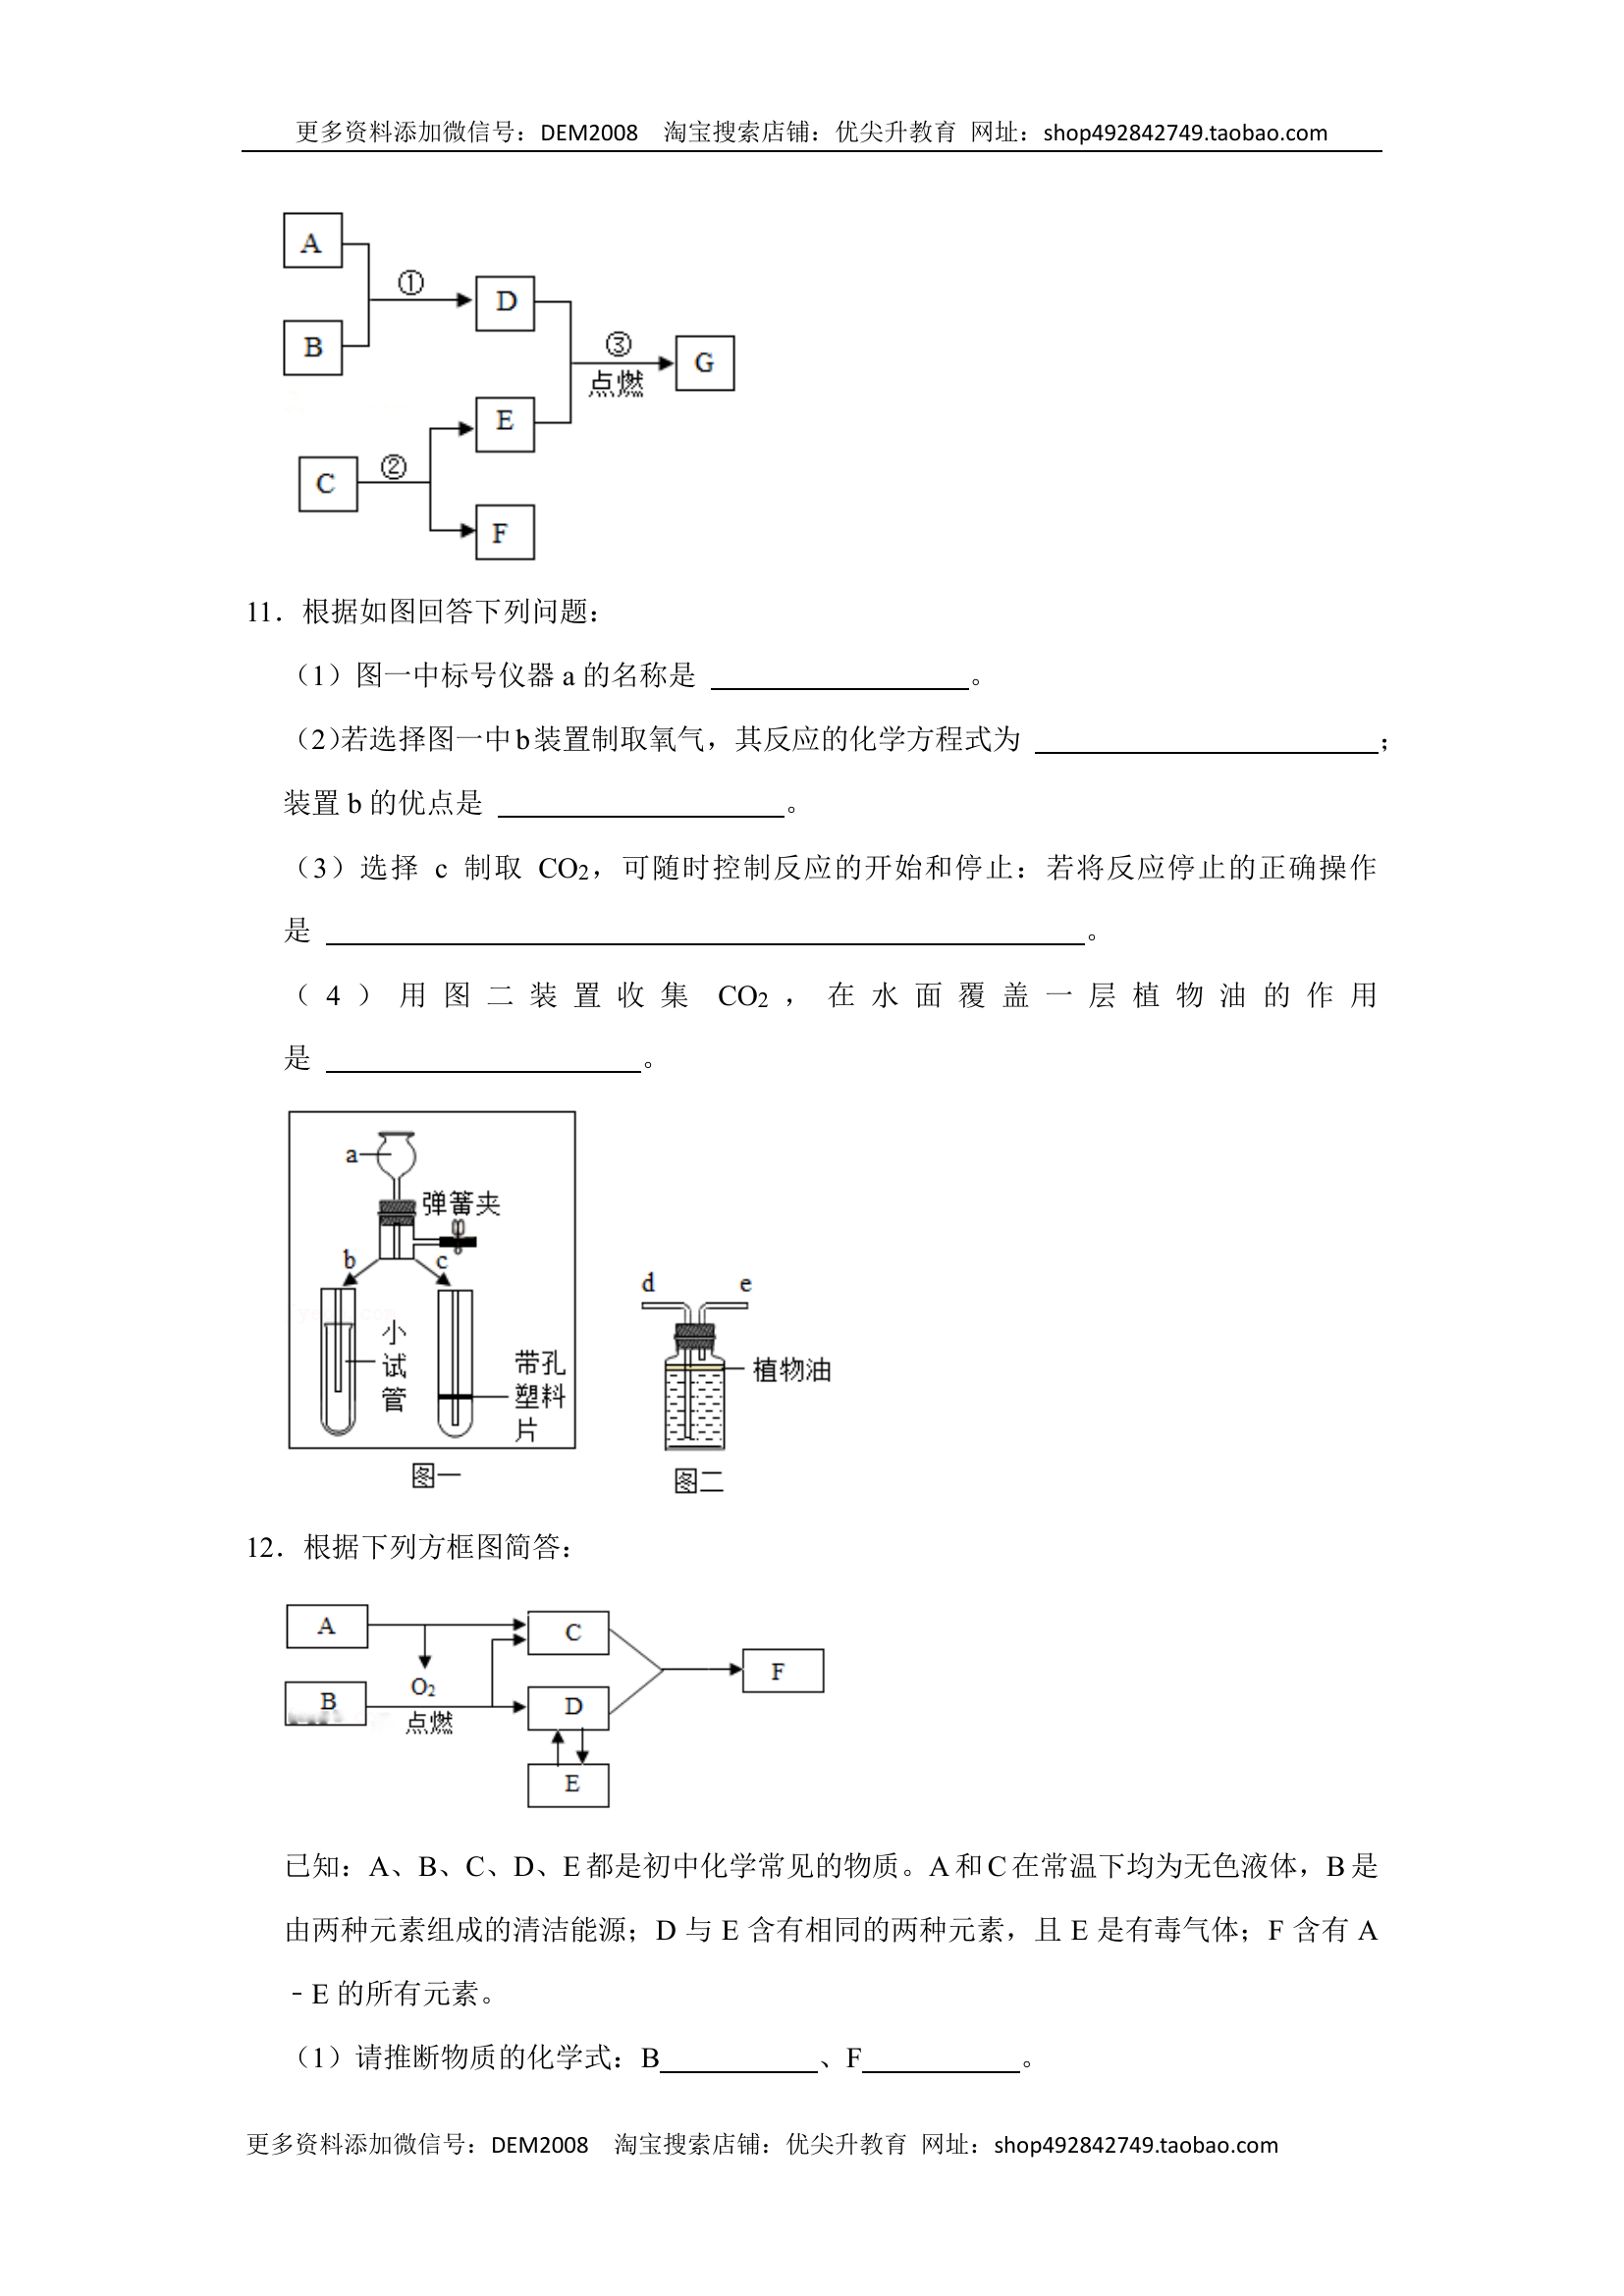 更多资料添加微信号：DEM2008 淘宝搜索店铺：优尖升教育 网址：shop492842749.taobao.com
A
①
D
B
③
G
点燃
E
C
②
F
11．根据如图回答下列问题：
（1）图一中标号仪器 a 的名称是
。
（2）若选择图一中 b 装置制取氧气，其反应的化学方程式为
；
装置 b 的优点是
。
（3）选择 c 制取 CO2，可随时控制反应的开始和停止：若将反应停止的正确操作
是
。
（4）用图二装置收集 CO2，在水面覆盖一层植物油的作用
是
。
a
弹簧夹
b
c
小
试
管
带孔
塑料
片
图一
d
e
植物油
图二
12．根据下列方框图简答：
A
C
O2
F
B
点燃
D
E
已知：A、B、C、D、E 都是初中化学常见的物质。A 和 C 在常温下均为无色液体，B 是
由两种元素组成的清洁能源；D 与 E 含有相同的两种元素，且 E 是有毒气体；F 含有 A
﹣E 的所有元素。
（1）请推断物质的化学式：B 、F 。
更多资料添加微信号：DEM2008 淘宝搜索店铺：优尖升教育 网址：shop492842749.taobao.com